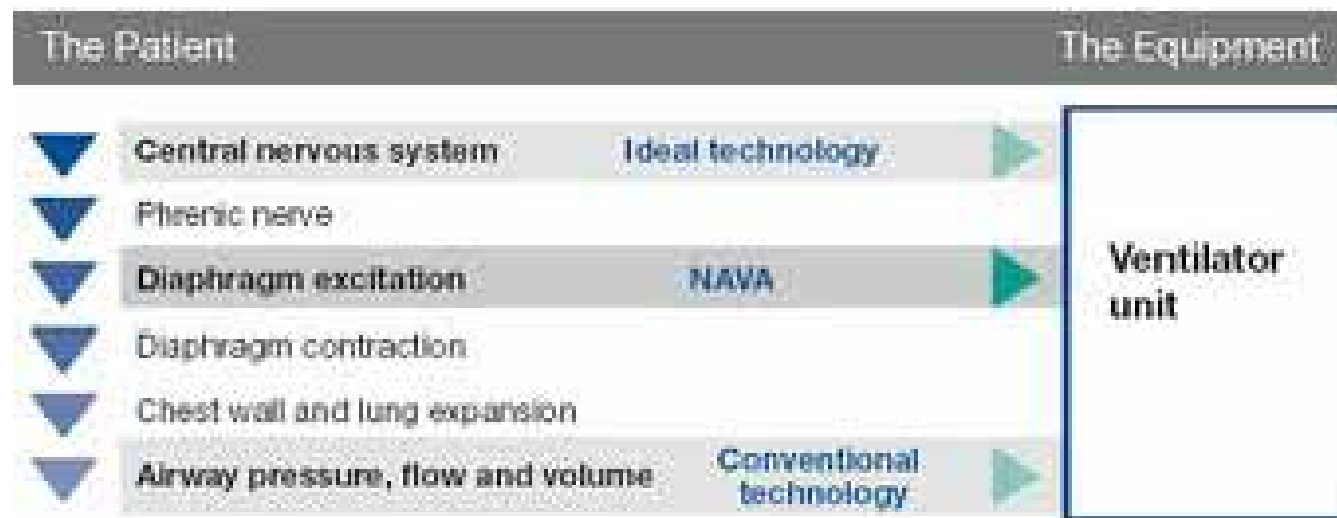 The Patient The Equipment
Central nervous system Ideal technology
Phrenic nerve
Diaphragm excitation NAVA
Ventilator
unit
Diaphragm contraction
Chest wall and lung expansion
Airway pressure, flow and volume Conventional
technology